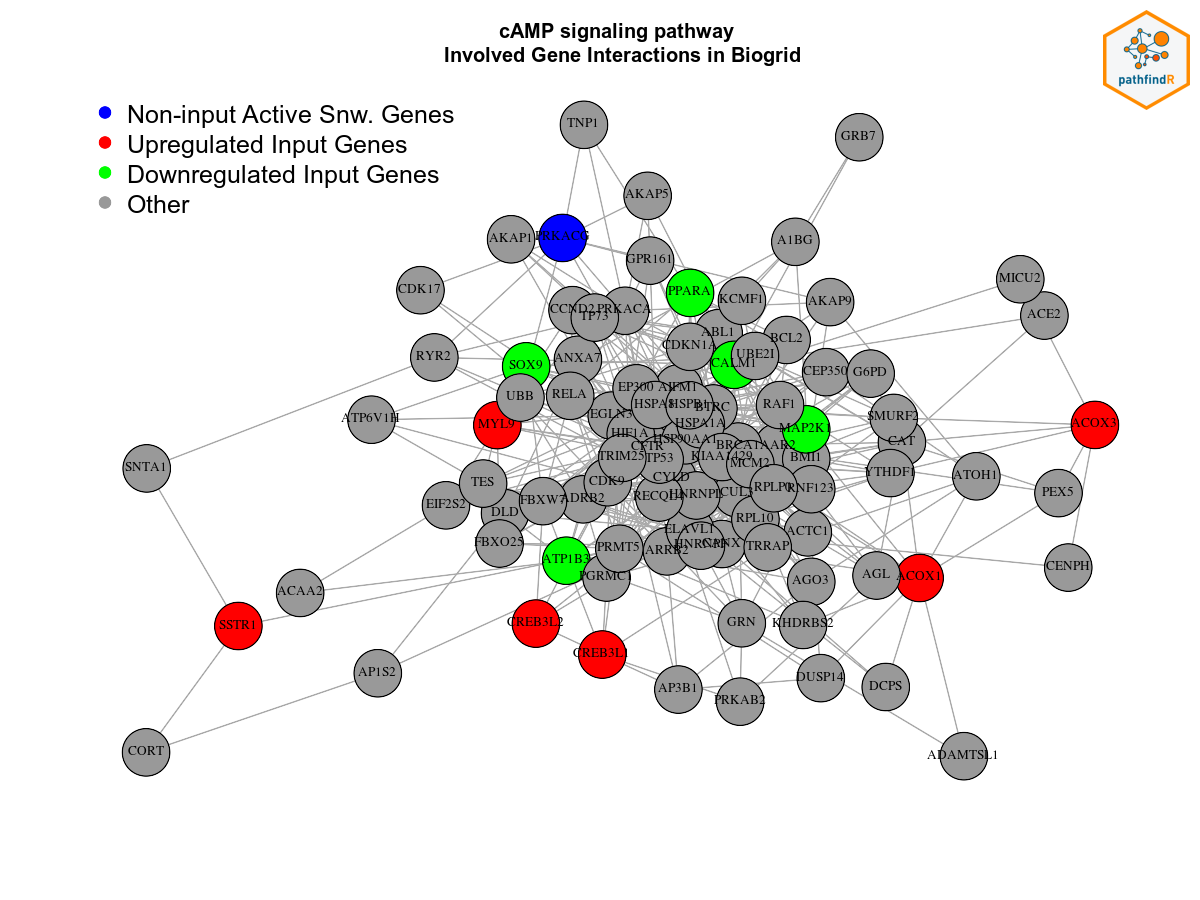 cAMP signaling pathway
Involved Gene Interactions in Biogrid
pathfindR
Non-input Active Snw. Genes
Upregulated Input Genes
Downregulated Input Genes
Other
TNP1
GRB7
AKAP5
AKAP1
PRKACG
A1BG
GPR161
MICU2
CDK17
PPARA
KCMF1
AKAP9
ACE2
CCND2
PRKACA
TP73
ABL1
BCL2
CDKN1A
UBE2I
RYR2
ANXA7
SOX9
CALM1
CEP350
G6PD
EP300
AIFM1
UBB
RELA
HSPA8
HSPB1
BTRC
RAF1
ATP6V1H
EGLN3
SMURF2
MYL9
HIF1A
HSPA1A
MAP2K1
ACOX3
HSP90AA1
CFTR
BRCA1
CAT
SNTA1
TRIM25
TP53
KIAA1429
BMI1
MCM2
YTHDF1
ATOH1
TES
CDK9
CYLD
RPLP0
RNF123
PEX5
EIF2S2
DLD
FBXW7
ADRB2
RECQL4
HNRNPL
CUL3
RPL10
ELAVL1
ACTC1
FBXO25
PRMT5
ARRB2
CANX
TRRAP
ATP1B3
PGRMC1
AGO3
AGL
ACOX1
CENPH
ACAA2
SSTR1
CREB3L2
GRN
KHDRBS2
CREB3L1
AP1S2
AP3B1
PRKAB2
DUSP14
DCPS
CORT
ADAMTSL1